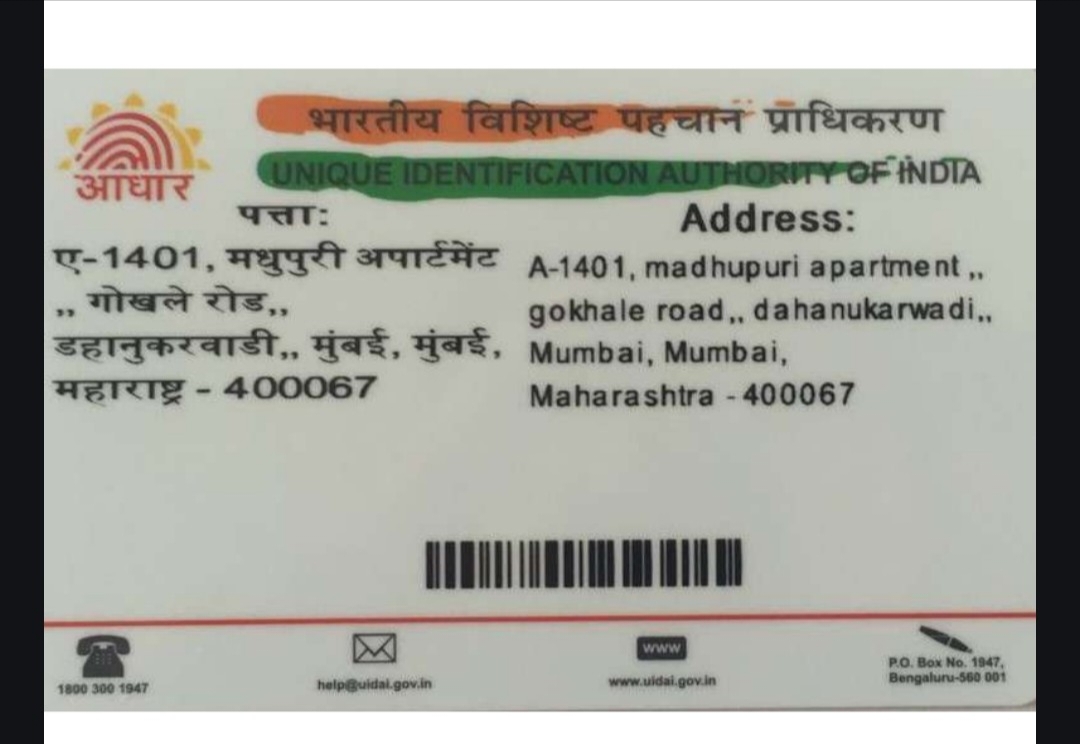 भारतीय विशिष्ट पहचान प्राधिकरण
UNIQUE IDENTIFICATION AUTHORITY OF INDIA
आधार
पत्ता:
ए-1401, मधुपुरी अपार्टमेंट
,, गोखले रोड,,
डहानुकरवाडी,, मुंबई, मुंबई,
महाराष्ट्र - 400067
Address:
A-1401, madhupuri apartment ,,
gokhale road,, dahanukarwadi,,
Mumbai, Mumbai,
Maharashtra - 400067
1800 300 1947
help@uidai.gov.in
www
www.uidai.gov.in
P.O. Box No. 1947,
Bengaluru-560 001